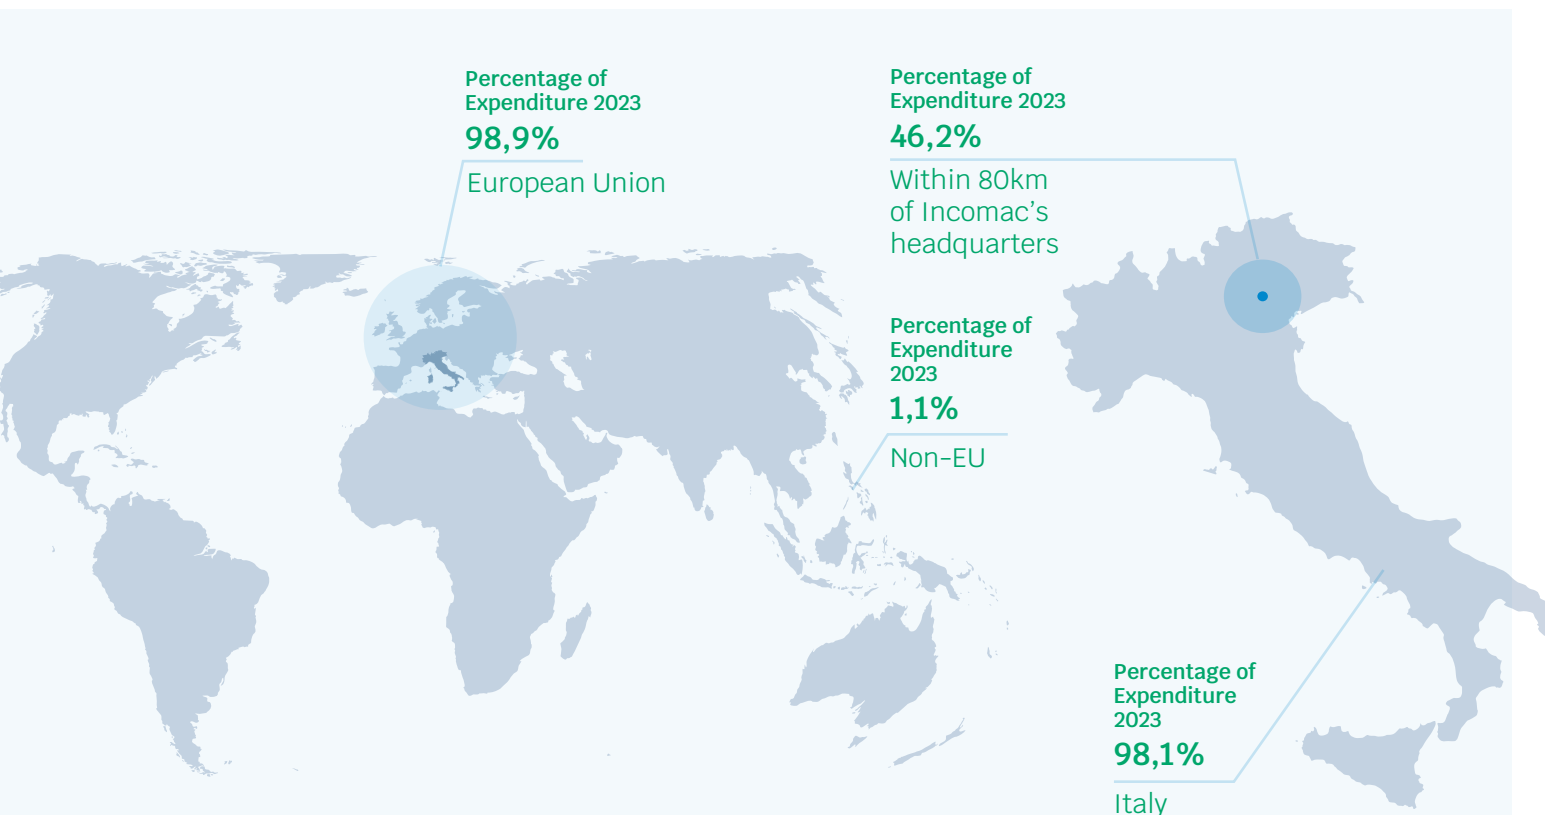 Percentage of
Expenditure 2023
98,9%
European Union
Percentage of
Expenditure 2023
46,2%
Within 80km
of Incomac’s
headquarters
Percentage of
Expenditure
2023
1,1%
Non-EU
Percentage of
Expenditure
2023
98,1%
Italy